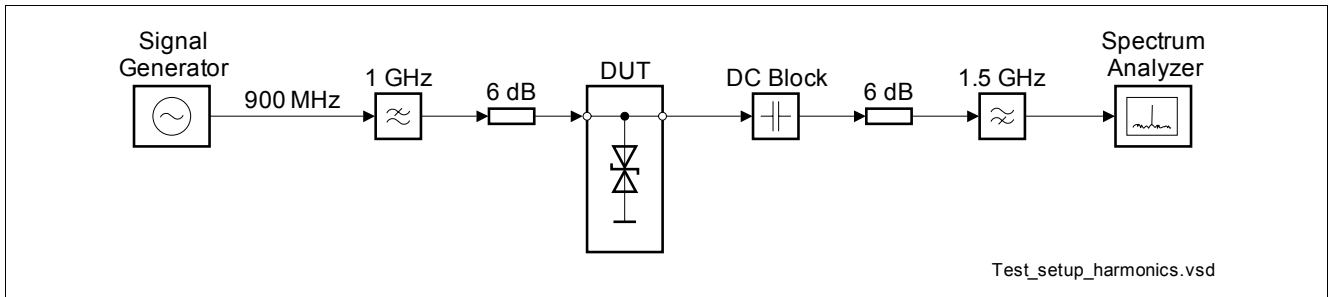 Signal
Generator
900 MHz
1 GHz
6 dB
DUT
DC Block
6 dB
1.5 GHz
Spectrum
Analyzer
Test_setup_harmonics.vsd